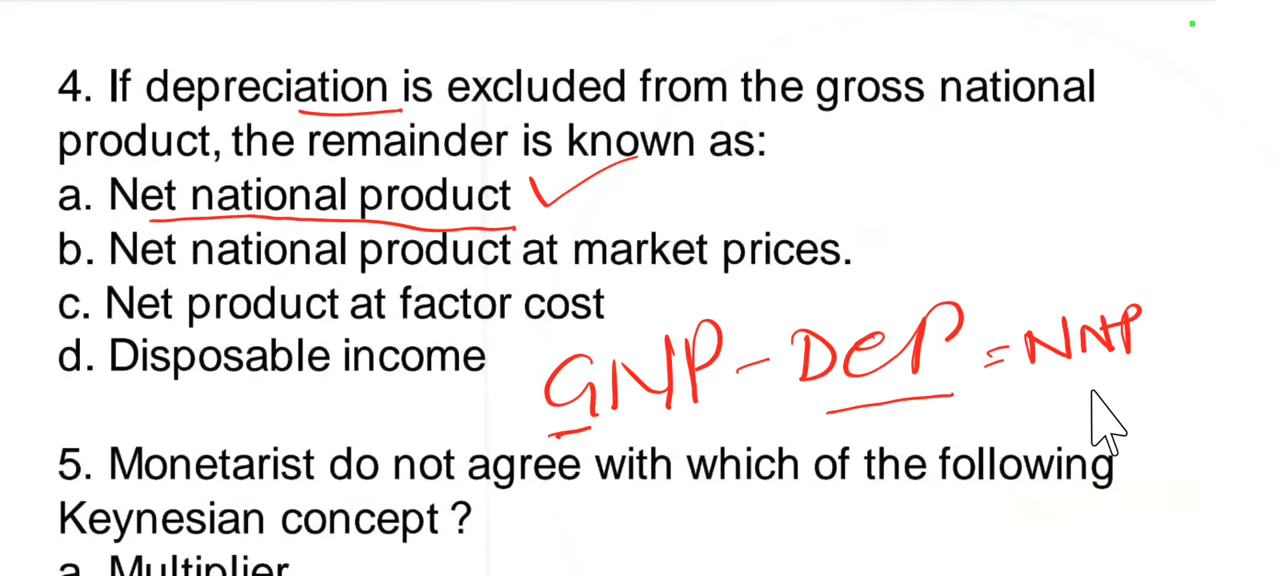 4. If depreciation is excluded from the gross national
product, the remainder is known as:
a. Net national product
b. Net national product at market prices.
c. Net product at factor cost
d. Disposable income
GNP - DEP = NNP
5. Monetarist do not agree with which of the following
Keynesian concept ?
a. Multiplier